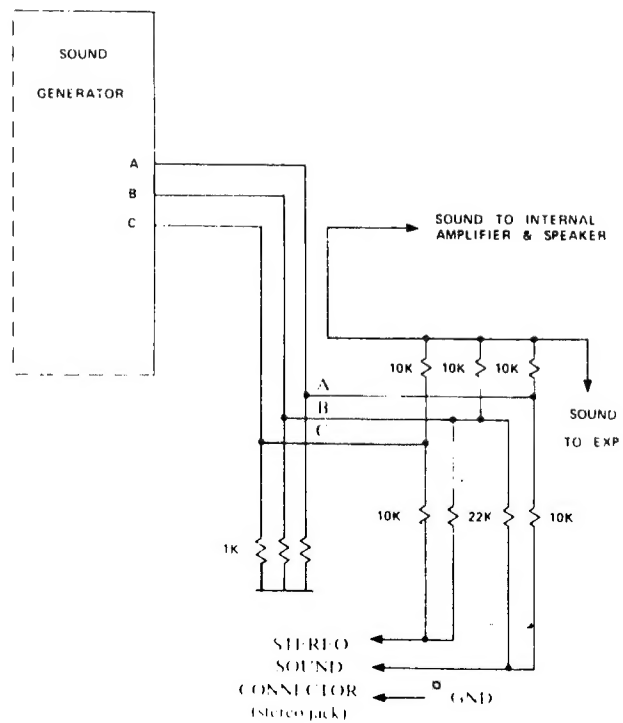 SOUND
GENERATOR
A
B
C
SOUND TO INTERNAL
AMPLIFIER & SPEAKER
10K 10K 10K
A
B
C
SOUND
TO EXP
10K 22K 10K
1K
STEREO
SOUND
CONNECTOR
(stereo jack)
GND